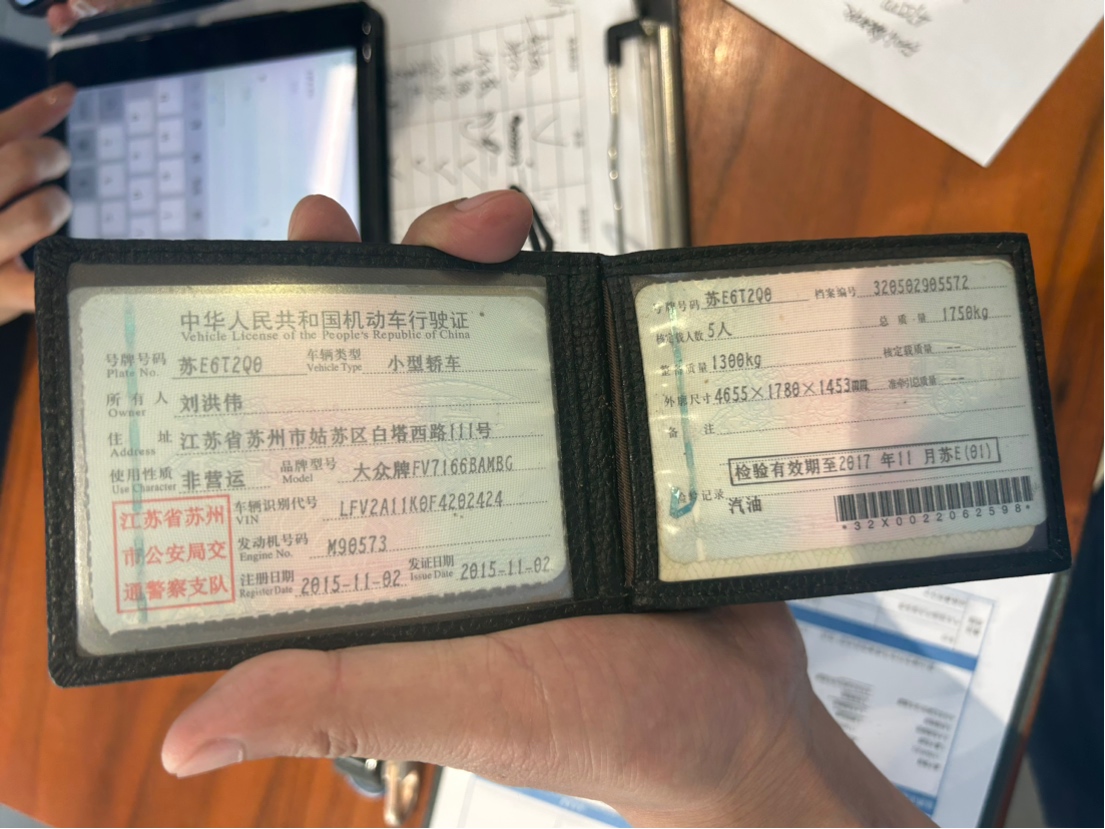 中华人民共和国机动车行驶证
Vehicle License of the People's Republic of China
号牌号码 苏E6T2Q0 车辆类型 小型轿车
Plate No. Vehicle Type
所有人 刘洪伟
Owner
住址 江苏省苏州市姑苏区白塔西路111号
Address
使用性质 非营运 品牌型号 大众牌FV7166BAMBG
Use Character Model
车辆识别代号 LFV2A11K0F4202424
VIN
发动机号码 M90573
Engine No.
注册日期 2015-11-02 发证日期 2015-11-02
Register Date Issue Date
江苏省苏州
市公安局交
通警察支队
号牌号码 苏E6T2Q0 档案编号 320502905572
核定载人数 5人 总质量 1750kg
整备质量 1300kg 核定载质量 --
外廓尺寸 4655×1780×1453mm 准牵引总质量 --
备注
检验有效期至2017年11月苏E(01)
检验记录
汽油
*32X0022062598*